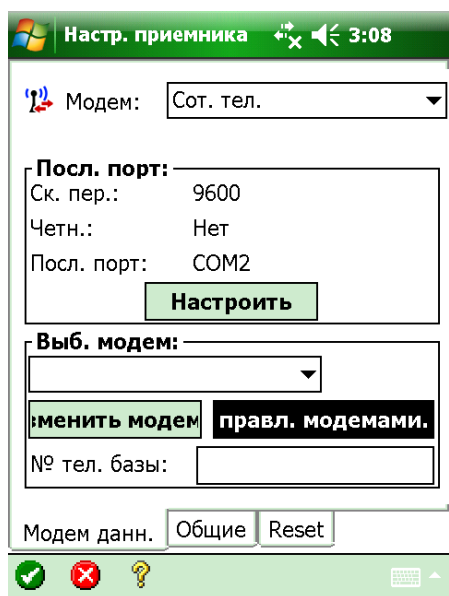 Настр. приемника 3:08
Модем: Сот. тел.
Посл. порт:
Ск. пер.: 9600
Четн.: Нет
Посл. порт: COM2
Настроить
Выб. модем:
зменить модем правл. модемами.
№ тел. базы:
Модем данн. Общие Reset